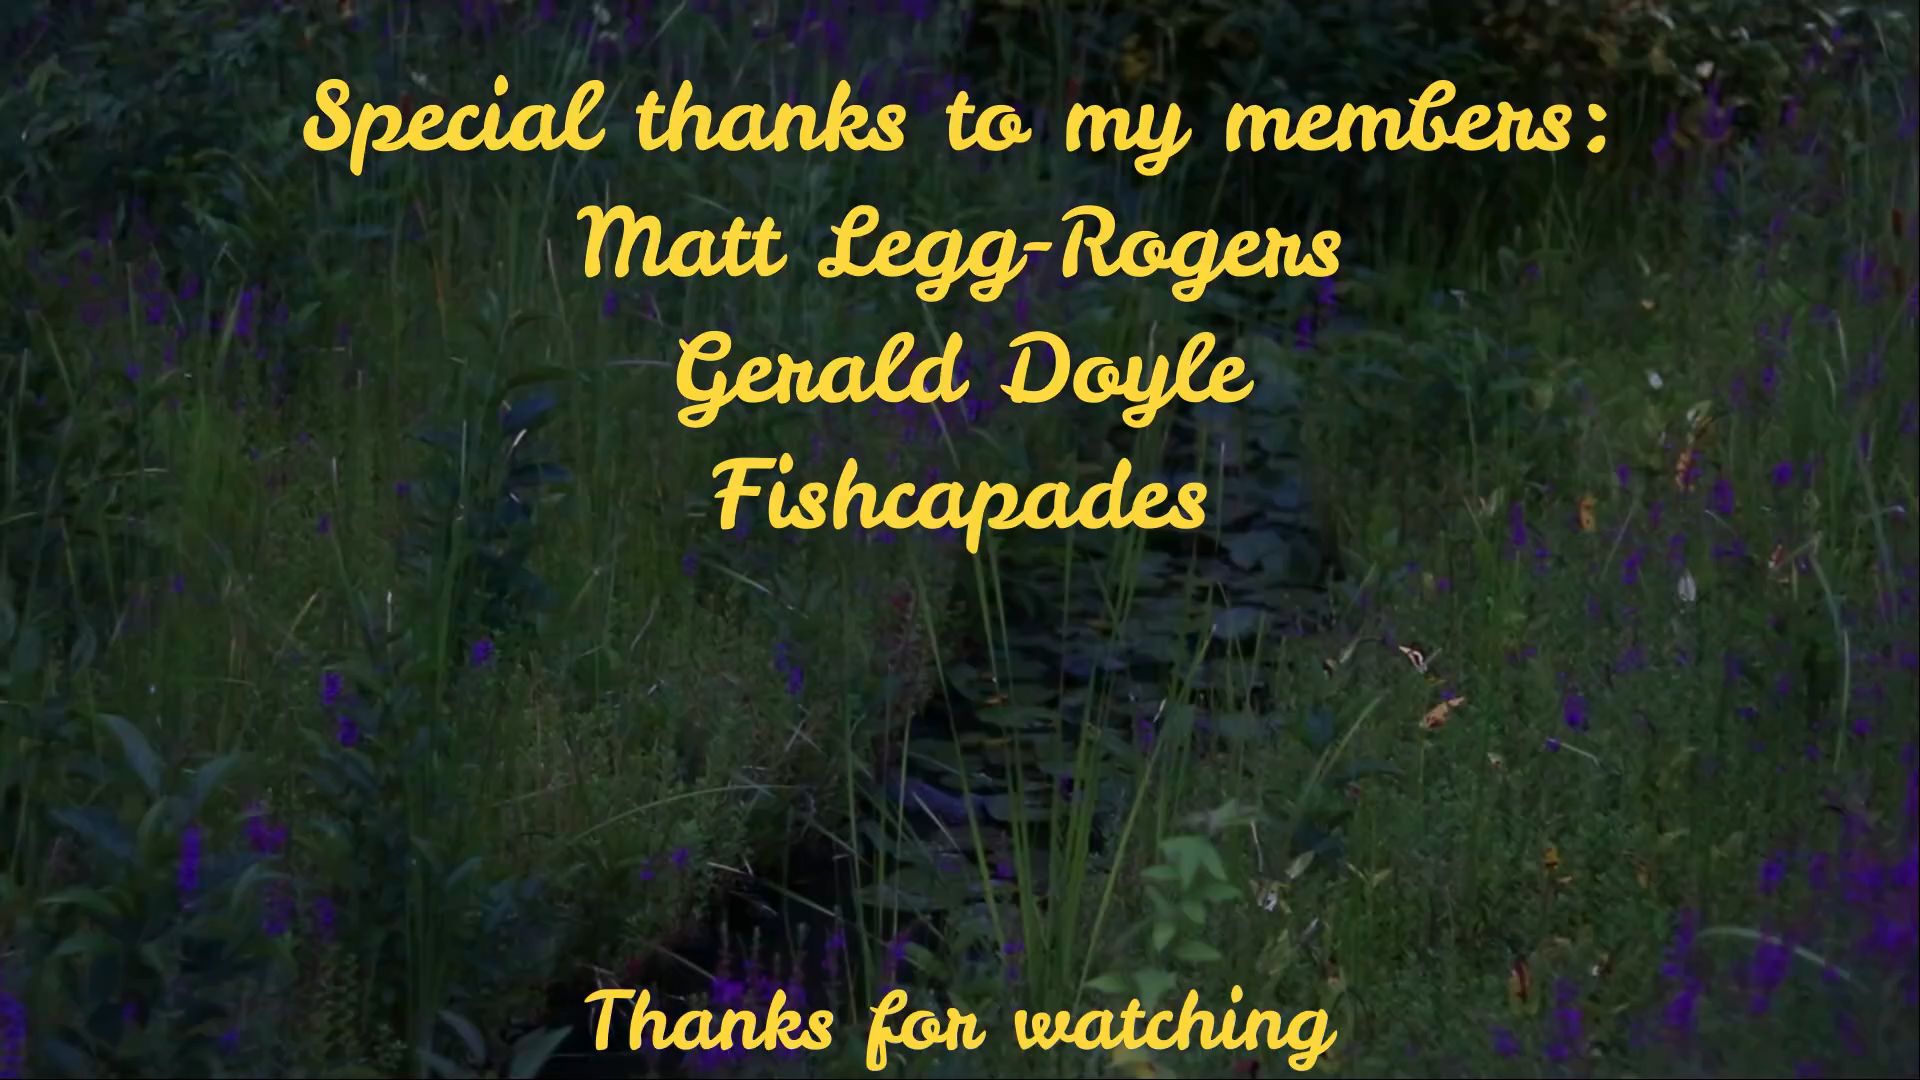 Special thanks to my members:
Matt Legg-Rogers
Gerald Doyle
Fishcapades
Thanks for watching